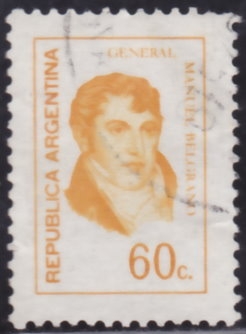 GENERAL
MANUEL BELGRANO
REPUBLICA ARGENTINA
60c.